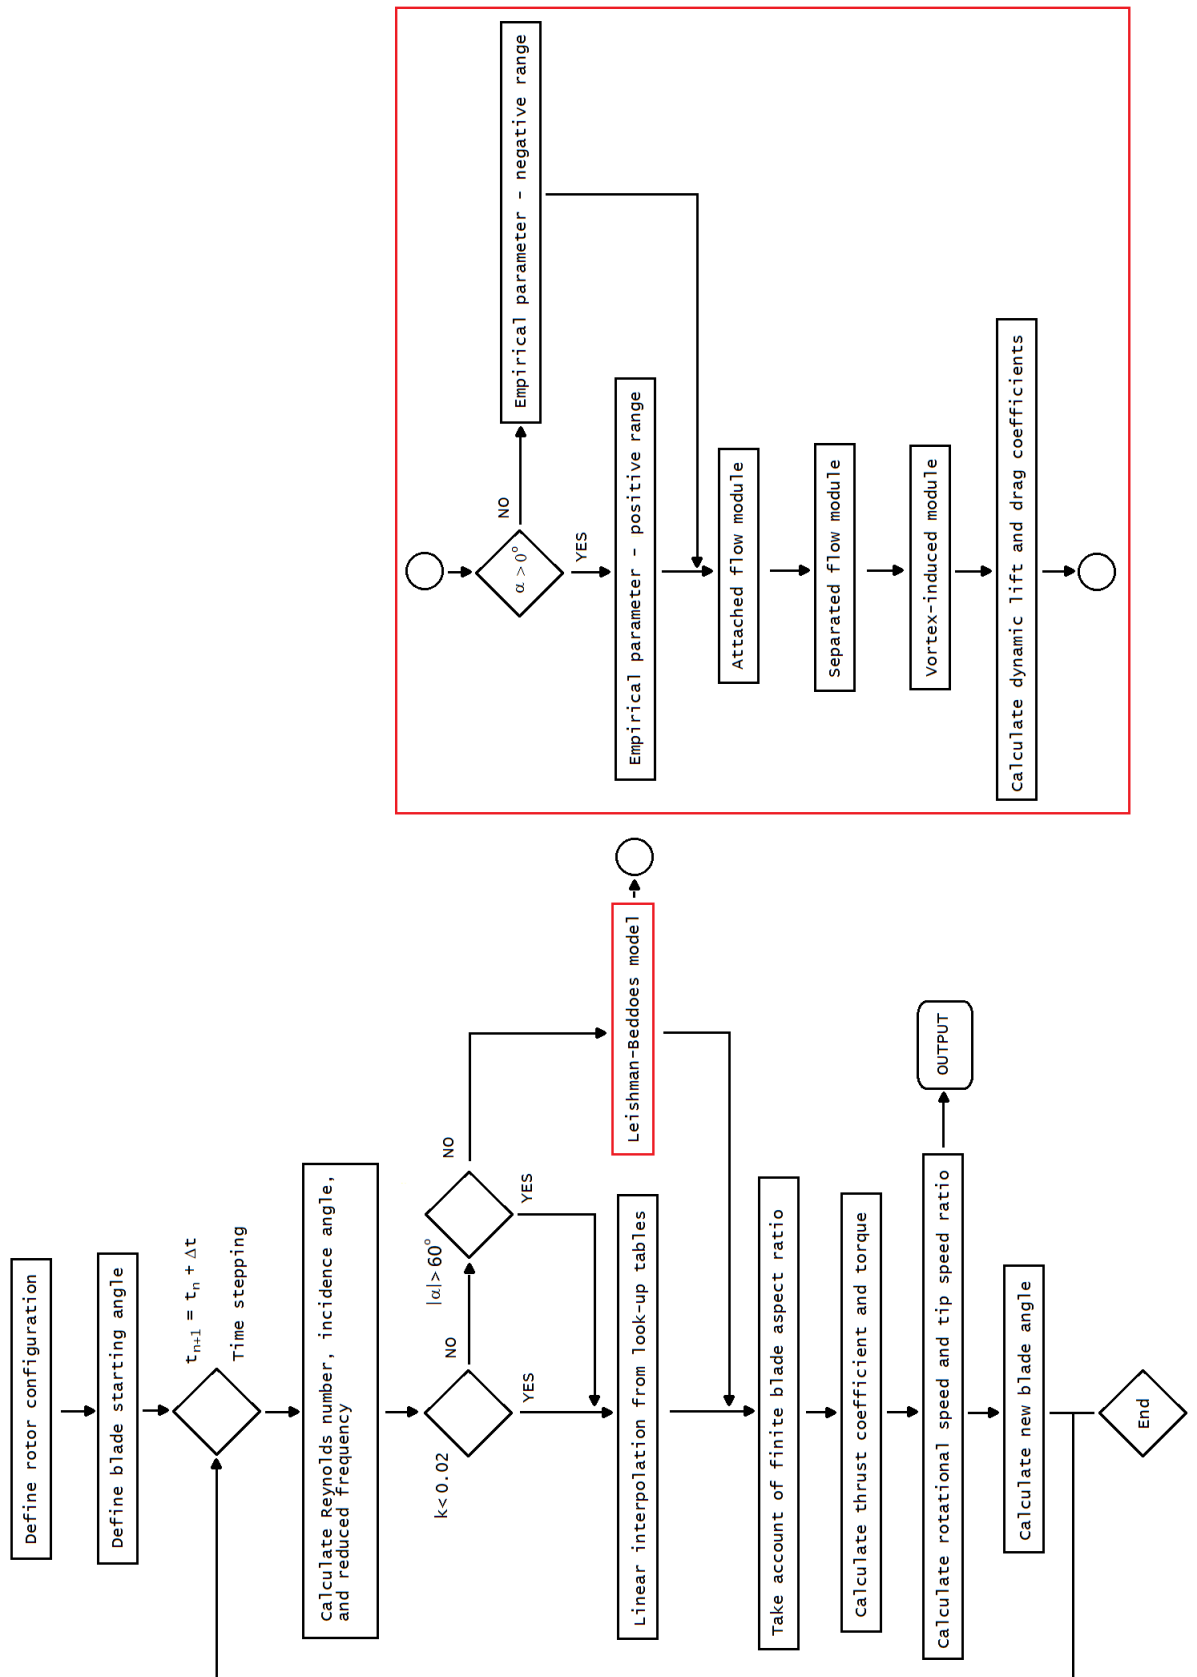 Define rotor configuration
Define blade starting angle
tₙ₊₁ = tₙ + Δt
Time stepping
Calculate Reynolds number, incidence angle,
and reduced frequency
k<0.02
NO
YES
|α|>60°
NO
YES
Linear interpolation from look-up tables
Leishman-Beddoes model
Take account of finite blade aspect ratio
Calculate thrust coefficient and torque
Calculate rotational speed and tip speed ratio
OUTPUT
Calculate new blade angle
End
α > 0°
NO
YES
Empirical parameter - negative range
Empirical parameter - positive range
Attached flow module
Separated flow module
Vortex-induced module
Calculate dynamic lift and drag coefficients